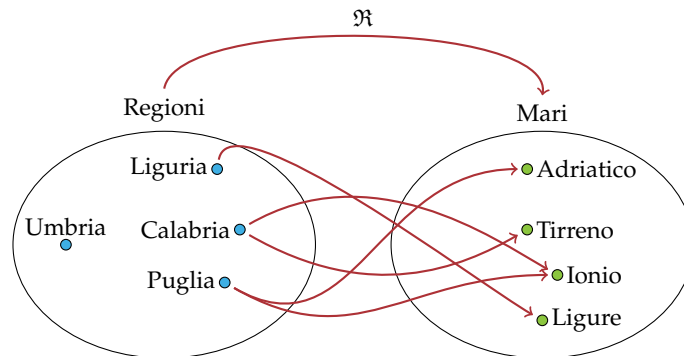 ℜ
Regioni
Mari
Liguria
Umbria
Calabria
Puglia
Adriatico
Tirreno
Ionio
Ligure